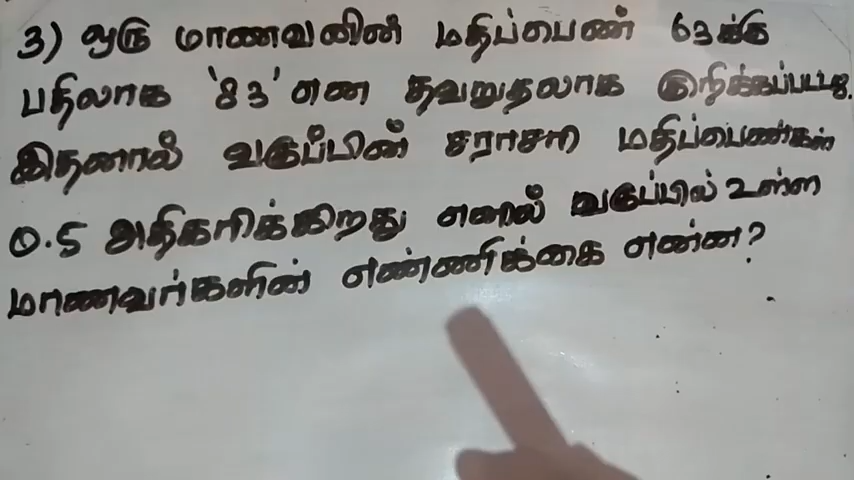 3) ஒரு மாணவனின் மதிப்பெண் 63க்கு
பதிலாக '83' என தவறுதலாக குறிக்கப்பட்டது.
இதனால் வகுப்பின் சராசரி மதிப்பெண்கள்
0.5 அதிகரிக்கிறது எனில் வகுப்பில் உள்ள
மாணவர்களின் எண்ணிக்கை என்ன?